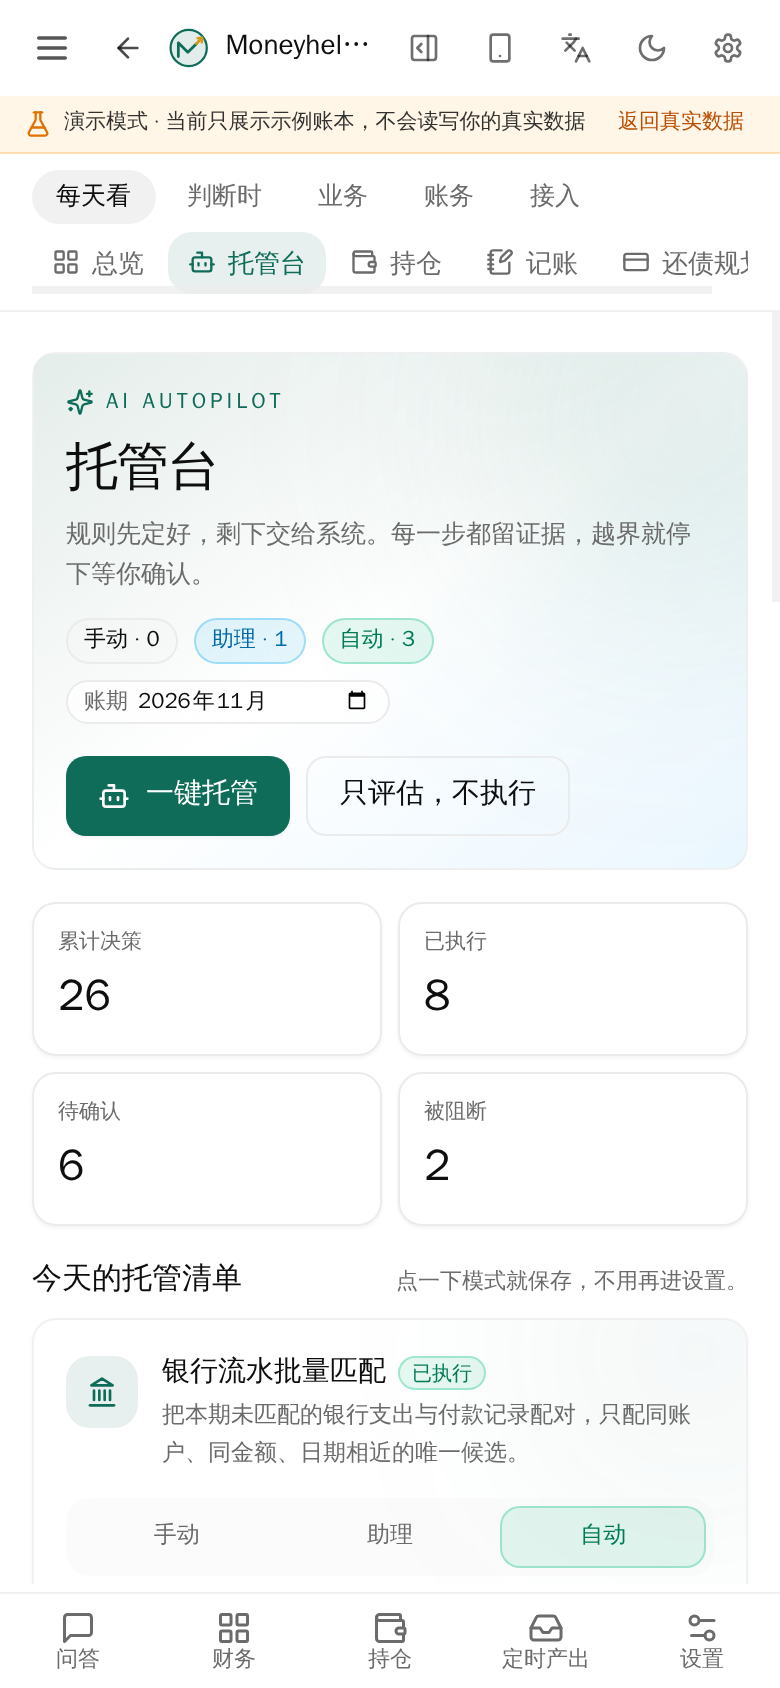 Moneyhel···
演示模式 · 当前只展示示例账本，不会读写你的真实数据
返回真实数据
每天看
判断时
业务
账务
接入
总览
托管台
持仓
记账
还债规划
AI AUTOPILOT
托管台
规则先定好，剩下交给系统。每一步都留证据，越界就停
下等你确认。
手动 · 0
助理 · 1
自动 · 3
账期 2026年11月
一键托管
只评估，不执行
累计决策
26
已执行
8
待确认
6
被阻断
2
今天的托管清单
点一下模式就保存，不用再进设置。
银行流水批量匹配
已执行
把本期未匹配的银行支出与付款记录配对，只配同账
户、同金额、日期相近的唯一候选。
手动
助理
自动
问答
财务
持仓
定时产出
设置